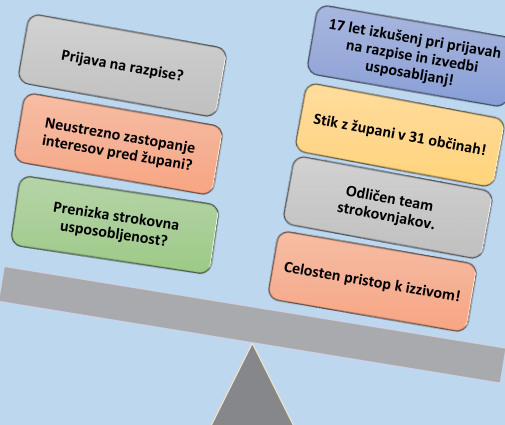 Prijava na razpise?
Neustrezno zastopanje
interesov pred župani?
Prenizka strokovna
usposobljenost?
17 let izkušenj pri prijavah
na razpise in izvedbi
usposabljanj!
Stik z župani v 31 občinah!
Odličen team
strokovnjakov.
Celosten pristop k izzivom!